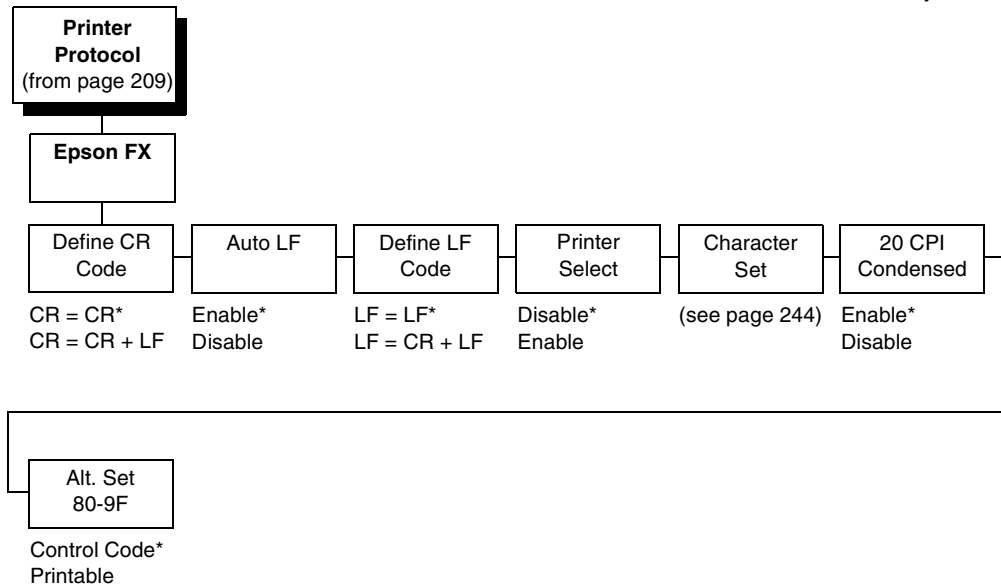 Printer
Protocol
(from page 209)
Epson FX
Define CR
Code
Auto LF
Define LF
Code
Printer
Select
Character
Set
20 CPI
Condensed
CR = CR*
CR = CR + LF
Enable*
Disable
LF = LF*
LF = CR + LF
Disable*
Enable
(see page 244)
Enable*
Disable
Alt. Set
80-9F
Control Code*
Printable